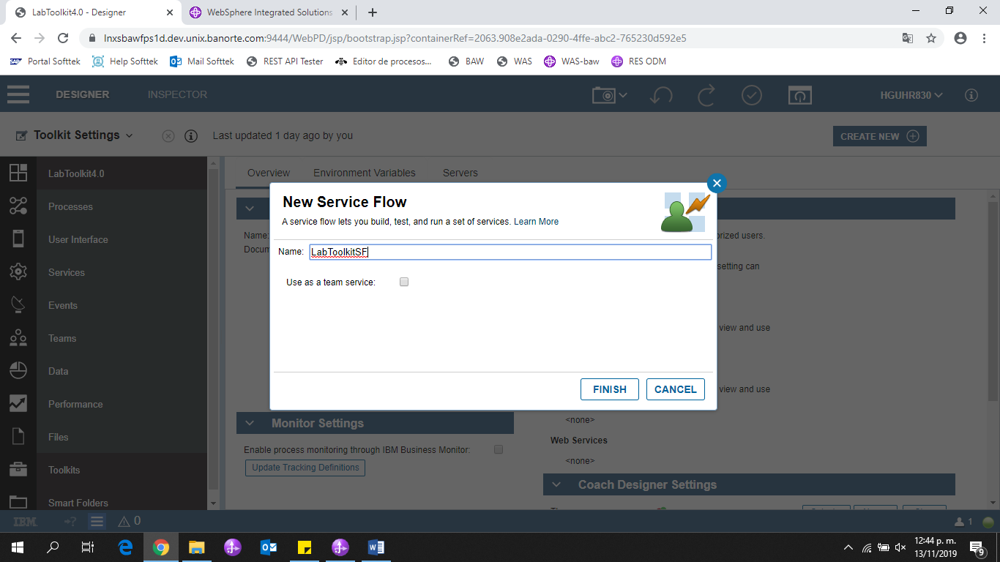 LabToolkit4.0 - Designer
WebSphere Integrated Solutions
lnxsbawfps1d.dev.unix.banorte.com:9444/WebPD/jsp/bootstrap.jsp?containerRef=2063.908e2ada-0290-4ffe-abc2-765230d592e5
Portal Softtek
Help Softtek
Mail Softtek
REST API Tester
Editor de procesos...
BAW
WAS
WAS-baw
RES ODM
DESIGNER
INSPECTOR
HGUHR830
Toolkit Settings
Last updated 1 day ago by you
CREATE NEW
LabToolkit4.0
Processes
User Interface
Services
Events
Teams
Data
Performance
Files
Toolkits
Smart Folders
Overview
Environment Variables
Servers
Name:
Docum
orized users.
setting can
view and use
view and use
New Service Flow
A service flow lets you build, test, and run a set of services. Learn More
Name:
LabToolkitSF
Use as a team service:
FINISH
CANCEL
Monitor Settings
Enable process monitoring through IBM Business Monitor:
Update Tracking Definitions
<none>
Web Services
<none>
Coach Designer Settings
IBM
0
1
12:44 p. m.
13/11/2019
9